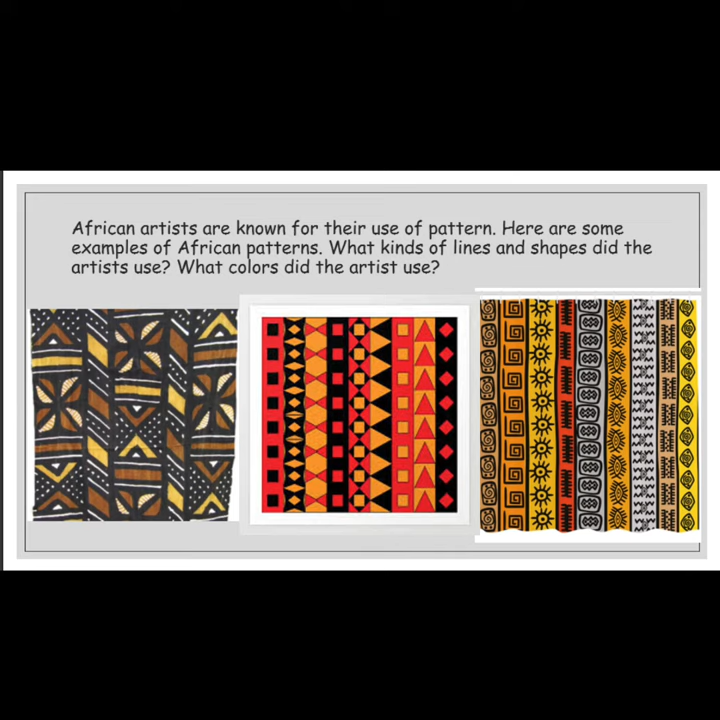 African artists are known for their use of pattern. Here are some
examples of African patterns. What kinds of lines and shapes did the
artists use? What colors did the artist use?